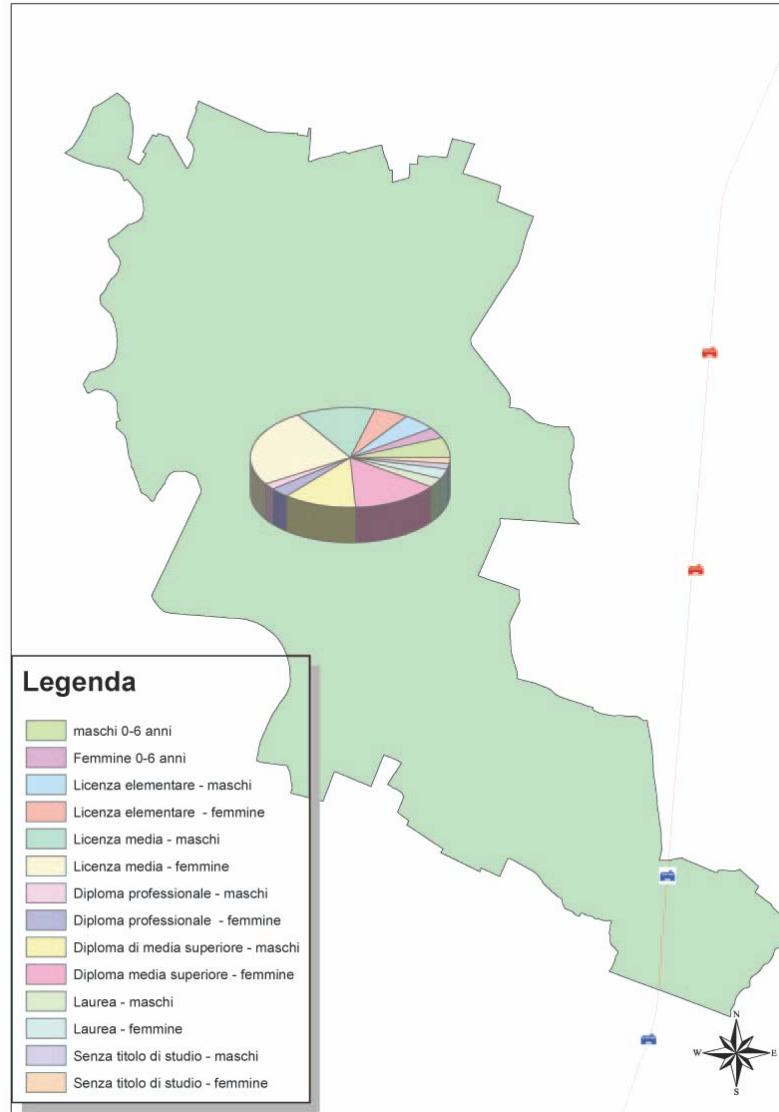 Legenda
maschi 0-6 anni
Femmine 0-6 anni
Licenza elementare - maschi
Licenza elementare - femmine
Licenza media - maschi
Licenza media - femmine
Diploma professionale - maschi
Diploma professionale - femmine
Diploma di media superiore - maschi
Diploma media superiore - femmine
Laurea - maschi
Laurea - femmine
Senza titolo di studio - maschi
Senza titolo di studio - femmine
N
W E
S